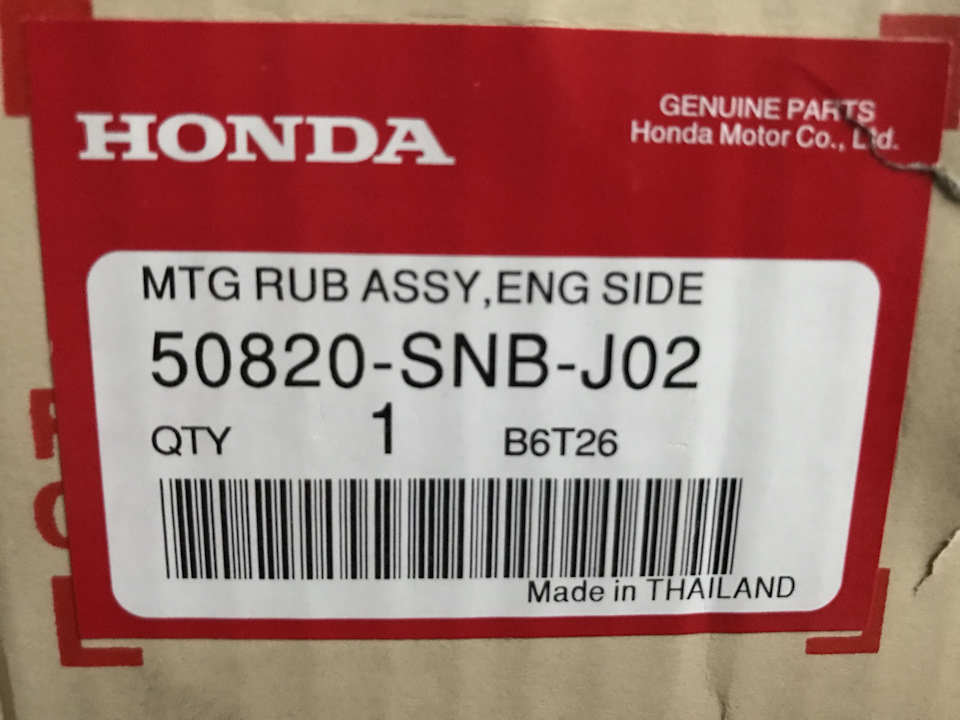 HONDA
GENUINE PARTS
Honda Motor Co., Ltd.
MTG RUB ASSY,ENG SIDE
50820-SNB-J02
QTY 1 B6T26
Made in THAILAND